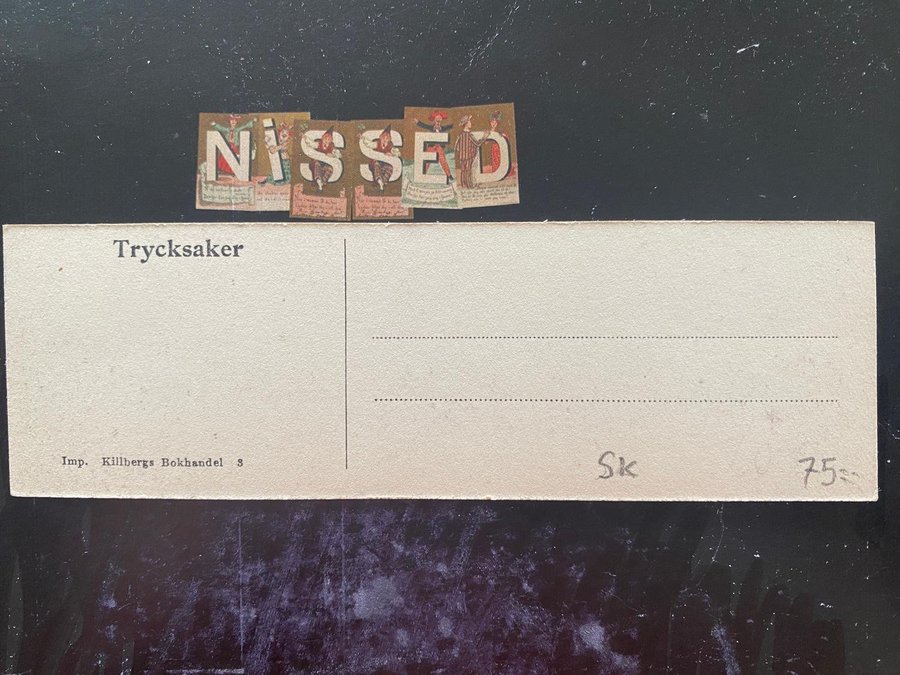 NiSSED
Trycksaker
Imp. Killbergs Bokhandel 3
SK 75:-